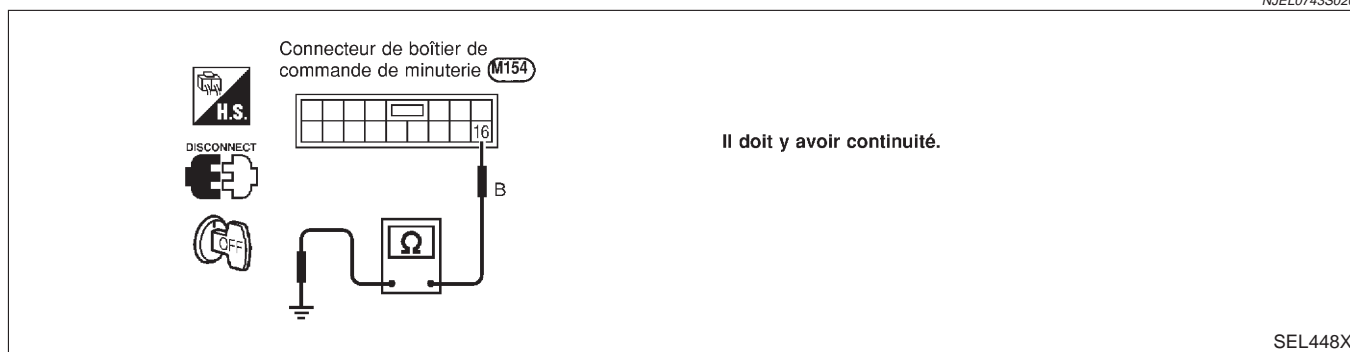 NJEL0743S020
Connecteur de boîtier de
commande de minuterie M154
H.S.
16
DISCONNECT
Il doit y avoir continuité.
B
OFF
Ω
SEL448X